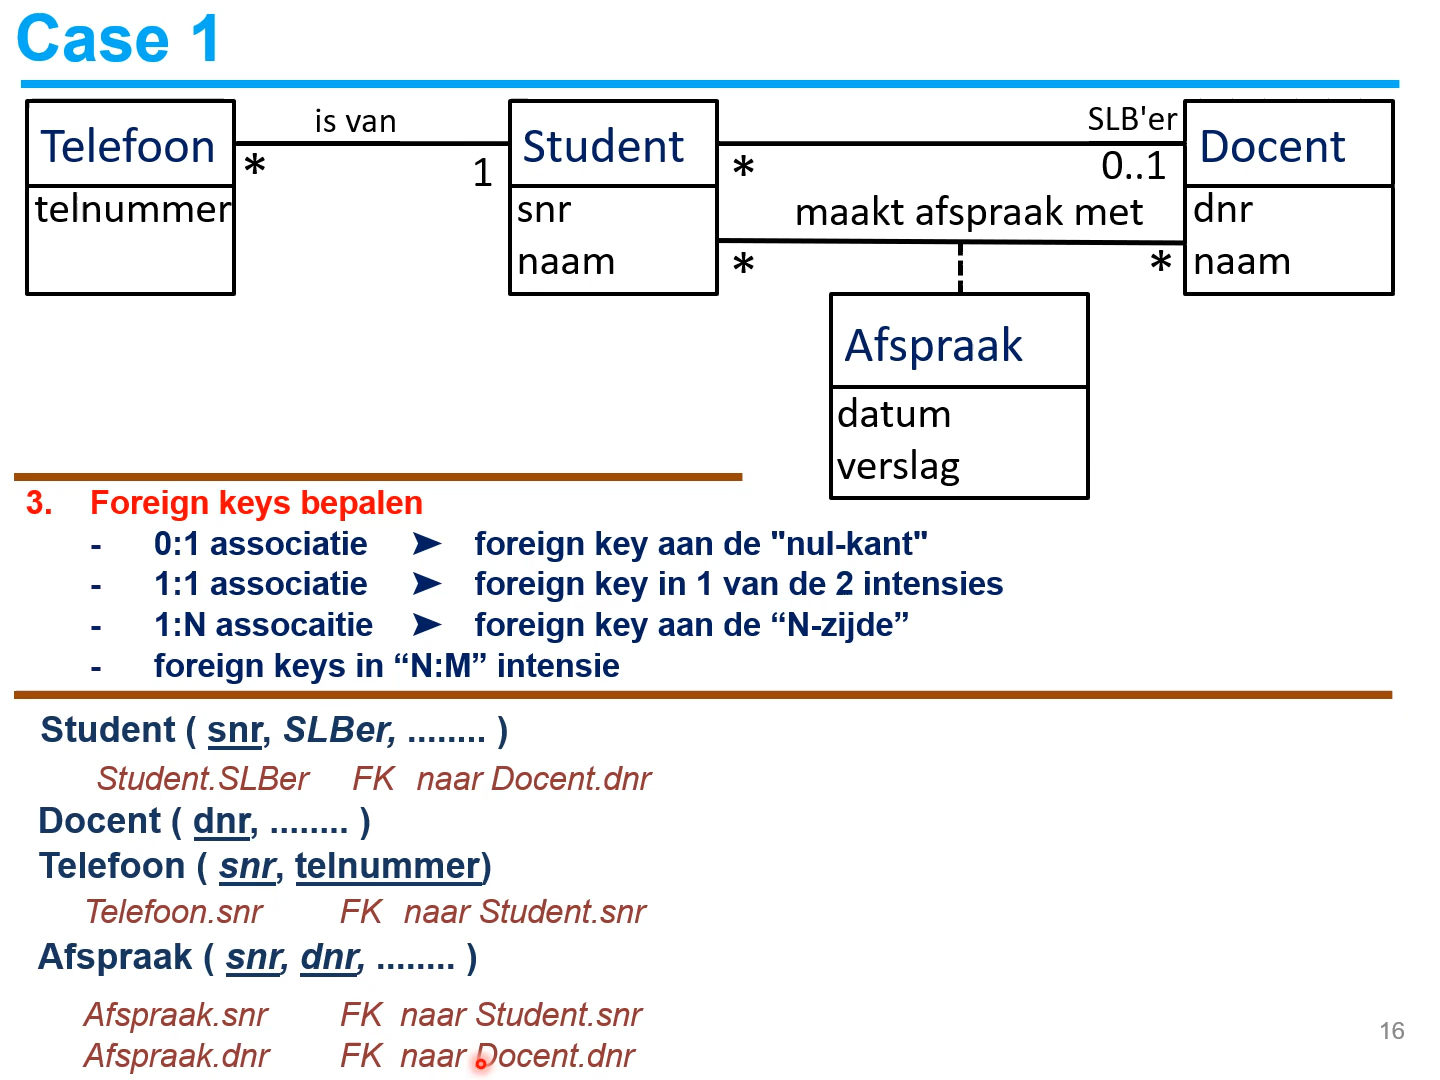 Case 1
Telefoon
is van
*
1
telnummer
Student
snr
naam
SLB'er
*
0..1
maakt afspraak met
*
*
Docent
dnr
naam
Afspraak
datum
verslag
3. Foreign keys bepalen
- 0:1 associatie ➤ foreign key aan de "nul-kant"
- 1:1 associatie ➤ foreign key in 1 van de 2 intensies
- 1:N assocaitie ➤ foreign key aan de “N-zijde”
- foreign keys in “N:M” intensie
Student ( snr, SLBer, ........ )
Student.SLBer FK naar Docent.dnr
Docent ( dnr, ........ )
Telefoon ( snr, telnummer)
Telefoon.snr FK naar Student.snr
Afspraak ( snr, dnr, ........ )
Afspraak.snr FK naar Student.snr
Afspraak.dnr FK naar Docent.dnr
16